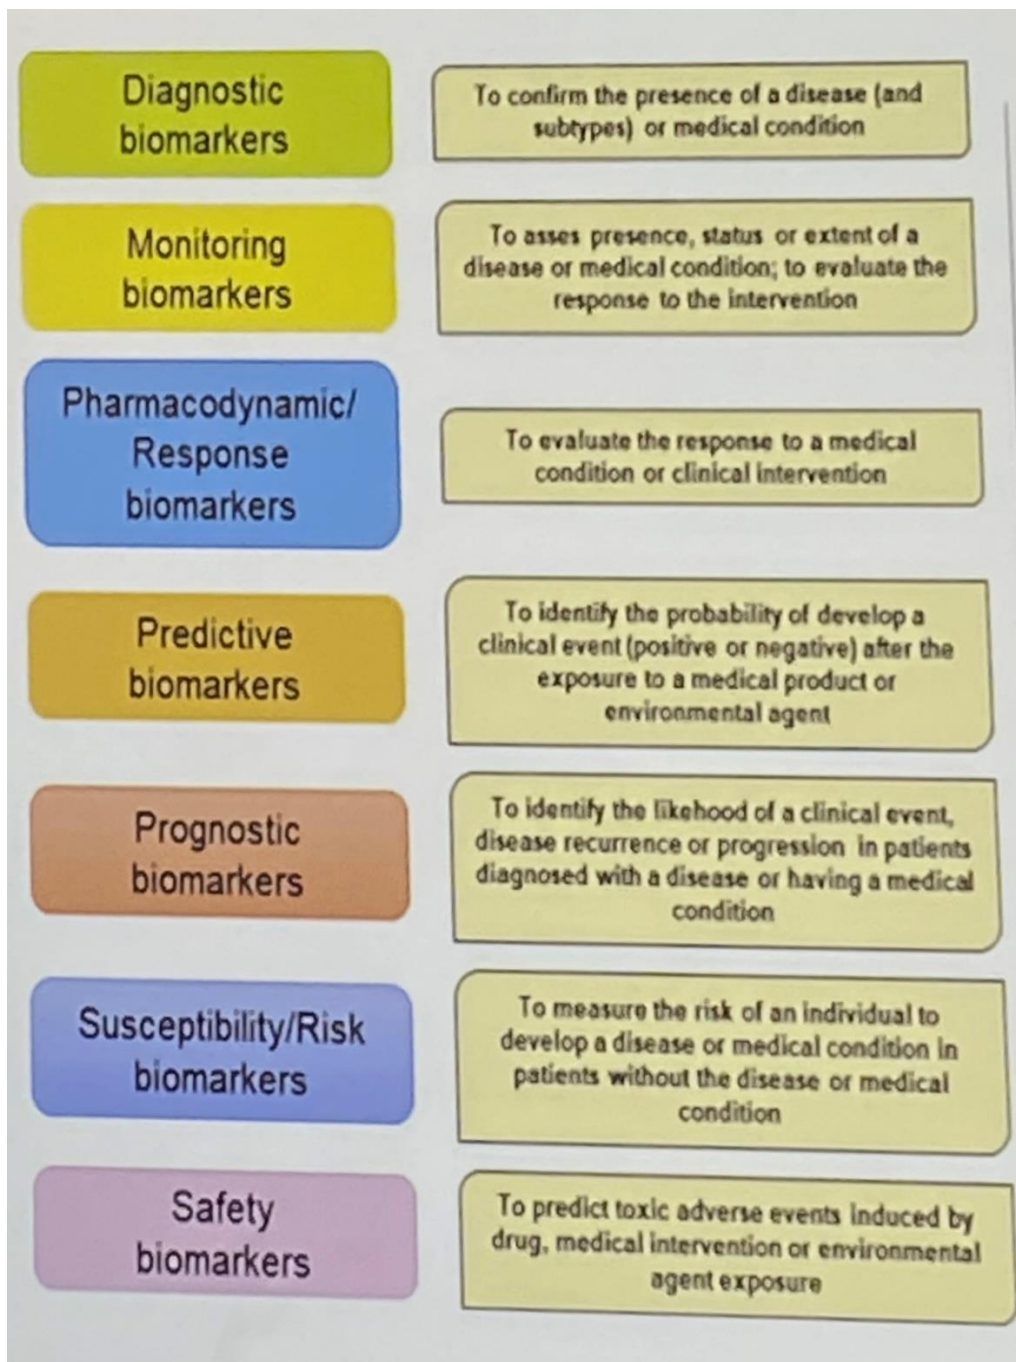 Diagnostic
biomarkers
To confirm the presence of a disease (and
subtypes) or medical condition
Monitoring
biomarkers
To asses presence, status or extent of a
disease or medical condition; to evaluate the
response to the intervention
Pharmacodynamic/
Response
biomarkers
To evaluate the response to a medical
condition or clinical intervention
Predictive
biomarkers
To identify the probability of develop a
clinical event (positive or negative) after the
exposure to a medical product or
environmental agent
Prognostic
biomarkers
To identify the likehood of a clinical event,
disease recurrence or progression in patients
diagnosed with a disease or having a medical
condition
Susceptibility/Risk
biomarkers
To measure the risk of an individual to
develop a disease or medical condition in
patients without the disease or medical
condition
Safety
biomarkers
To predict toxic adverse events induced by
drug, medical intervention or environmental
agent exposure